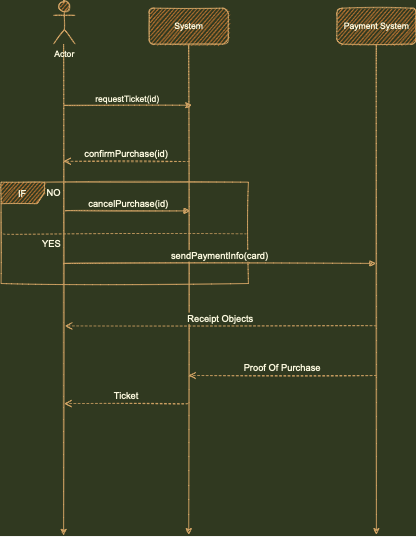 Actor
System
Payment System
requestTicket(id)
confirmPurchase(id)
IF
NO
cancelPurchase(id)
YES
sendPaymentInfo(card)
Receipt Objects
Proof Of Purchase
Ticket